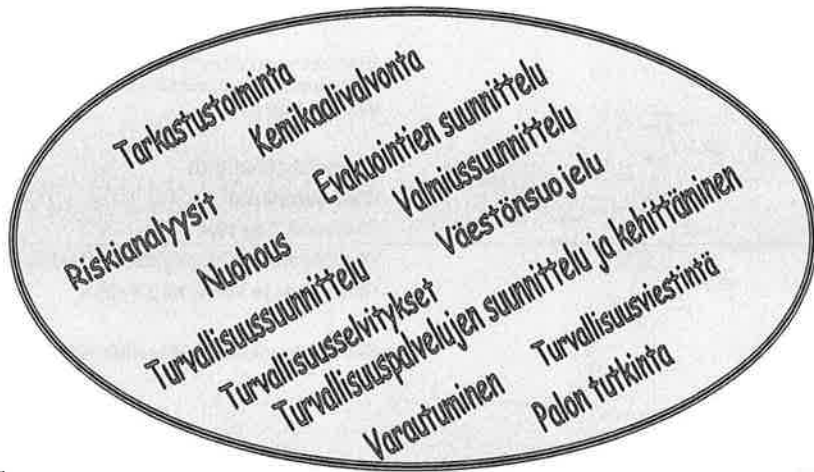 Tarkastustoiminta
Kemikaalivalvonta
Evakuointien suunnittelu
Valmiussuunnittelu
Väestönsuojelu
Riskianalyysit
Nuohous
Turvallisuussuunnittelu
Turvallisuusselvitykset
Turvallisuuspalvelujen suunnittelu ja kehittäminen
Turvallisuusviestintä
Varautuminen
Palon tutkinta